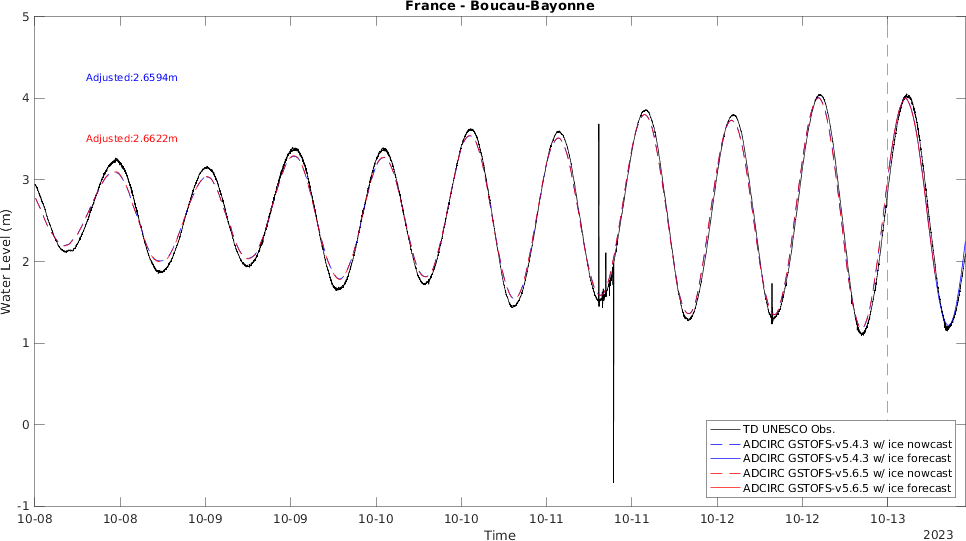 France - Boucau-Bayonne
5
4
3
2
1
0
-1
Water Level (m)
Adjusted:2.6594m
Adjusted:2.6622m
TD UNESCO Obs.
ADCIRC GSTOFS-v5.4.3 w/ ice nowcast
ADCIRC GSTOFS-v5.4.3 w/ ice forecast
ADCIRC GSTOFS-v5.6.5 w/ ice nowcast
ADCIRC GSTOFS-v5.6.5 w/ ice forecast
10-08 10-08 10-09 10-09 10-10 10-10 10-11 10-11 10-12 10-12 10-13
Time
2023